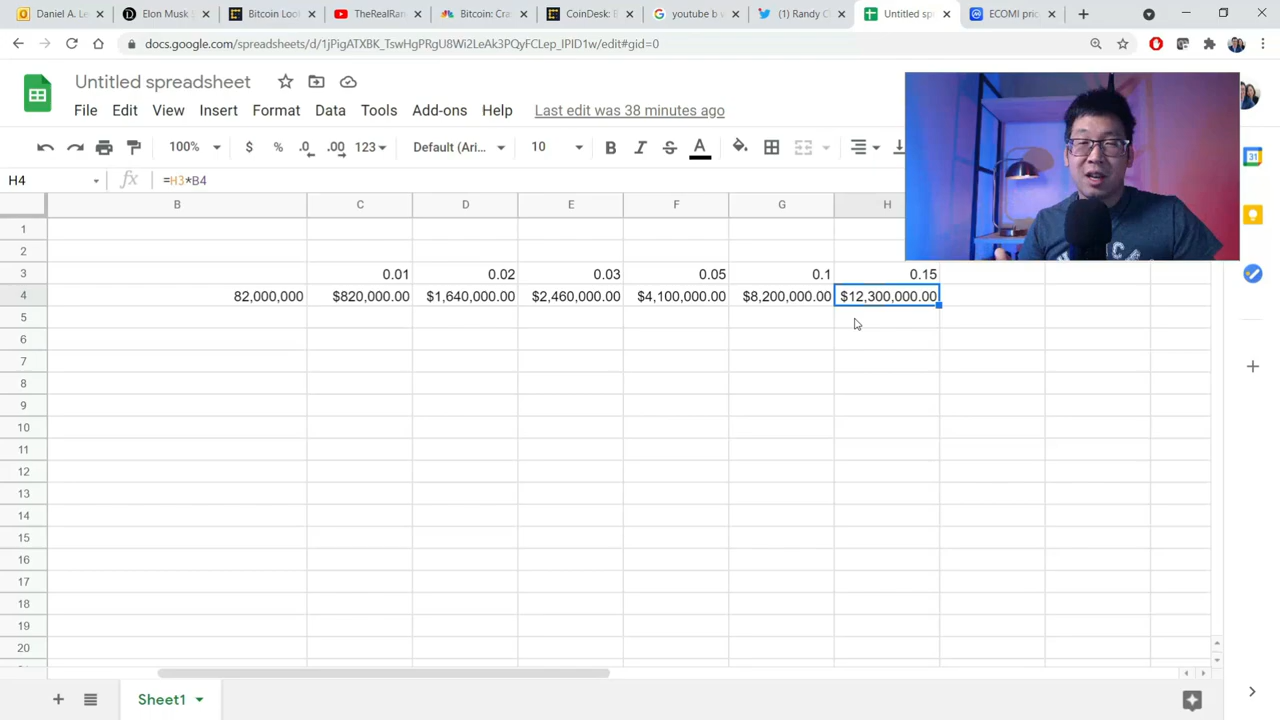 Daniel A. Le
Elon Musk
Bitcoin Loo
TheRealRan
Bitcoin: Cra
CoinDesk: E
youtube b v
(1) Randy Cl
Untitled sp
ECOMI pric
docs.google.com/spreadsheets/d/1jPigATXBK_TswHgPRgU8Wi2LeAk3PQyFCLep_IPID1w/edit#gid=0
Untitled spreadsheet
File Edit View Insert Format Data Tools Add-ons Help Last edit was 38 minutes ago
100% $ % .0 .00 123 Default (Ari... 10 B I S A
H4 fx =H3*B4
B C D E F G H
1
2
3 0.01 0.02 0.03 0.05 0.1 0.15
4 82,000,000 $820,000.00 $1,640,000.00 $2,460,000.00 $4,100,000.00 $8,200,000.00 $12,300,000.00
5
6
7
8
9
10
11
12
13
14
15
16
17
18
19
20
Sheet1
31